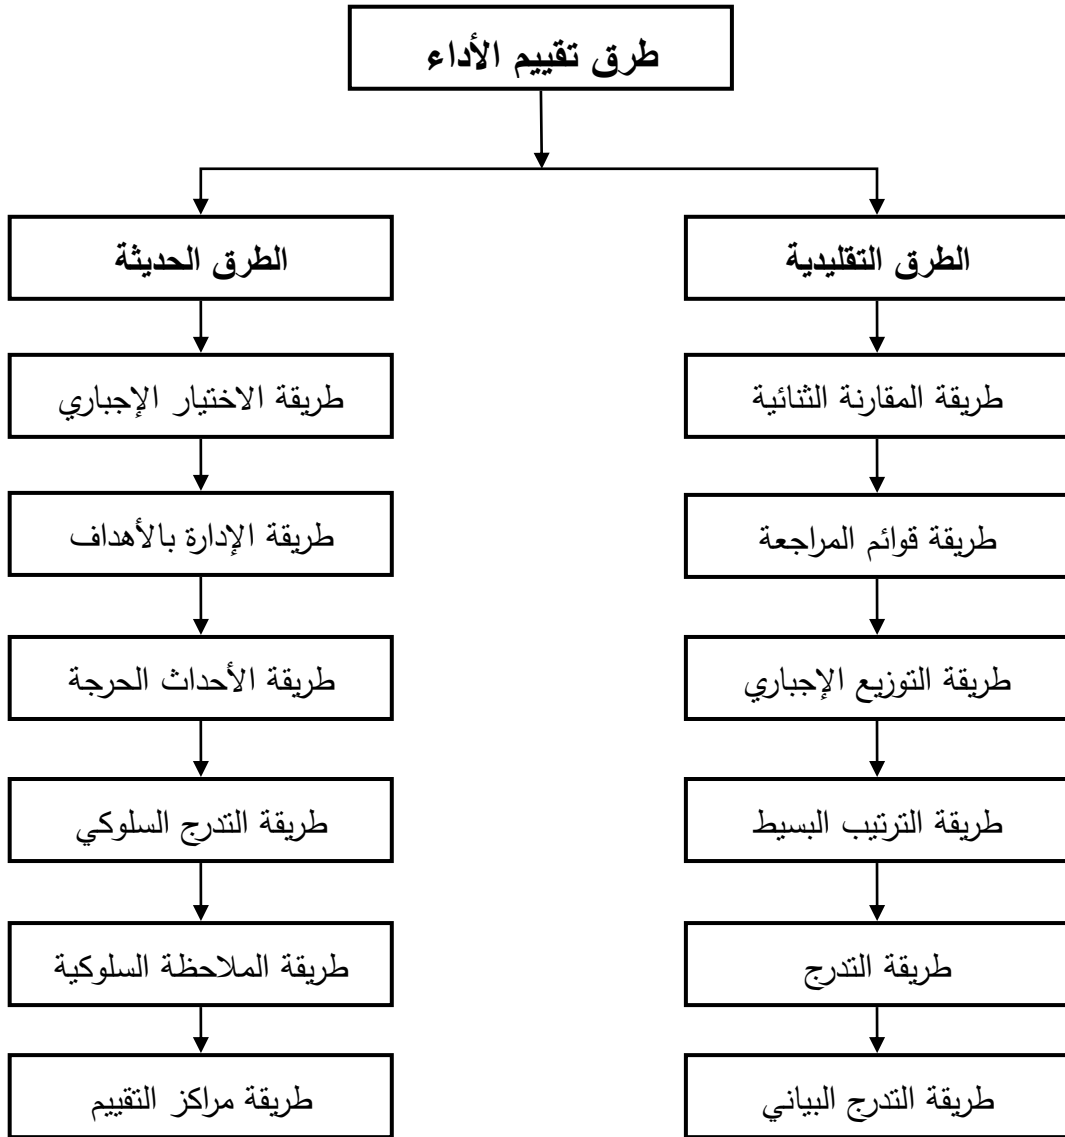 طرق تقييم الأداء
الطرق التقليدية
طريقة المقارنة الثنائية
طريقة قوائم المراجعة
طريقة التوزيع الإجباري
طريقة الترتيب البسيط
طريقة التدرج
طريقة التدرج البياني
الطرق الحديثة
طريقة الاختيار الإجباري
طريقة الإدارة بالأهداف
طريقة الأحداث الحرجة
طريقة التدرج السلوكي
طريقة الملاحظة السلوكية
طريقة مراكز التقييم